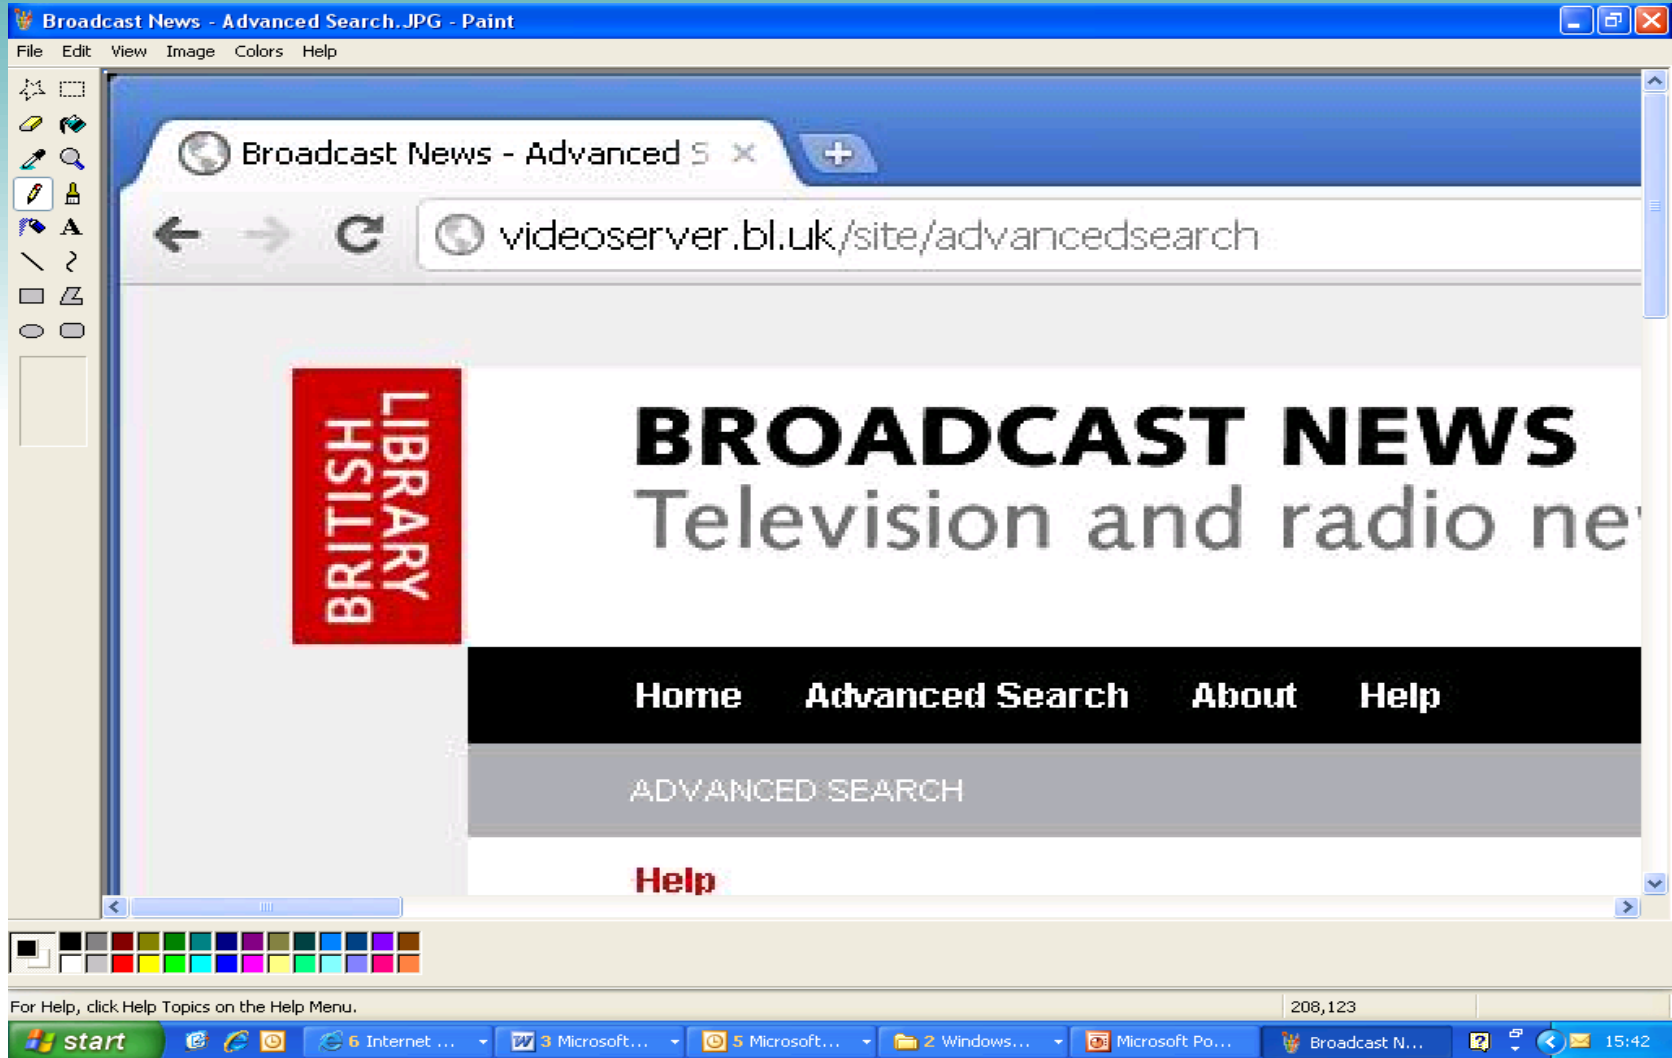 Broadcast News - Advanced Search.JPG - Paint
File Edit View Image Colors Help
Broadcast News - Advanced S
videoserver.bl.uk/site/advancedsearch
BRITISH
LIBRARY
BROADCAST NEWS
Television and radio ne
Home Advanced Search About Help
ADVANCED SEARCH
Help
For Help, click Help Topics on the Help Menu.
208,123
start
6 Internet ...
3 Microsoft...
5 Microsoft...
2 Windows...
Microsoft Po...
Broadcast N...
15:42